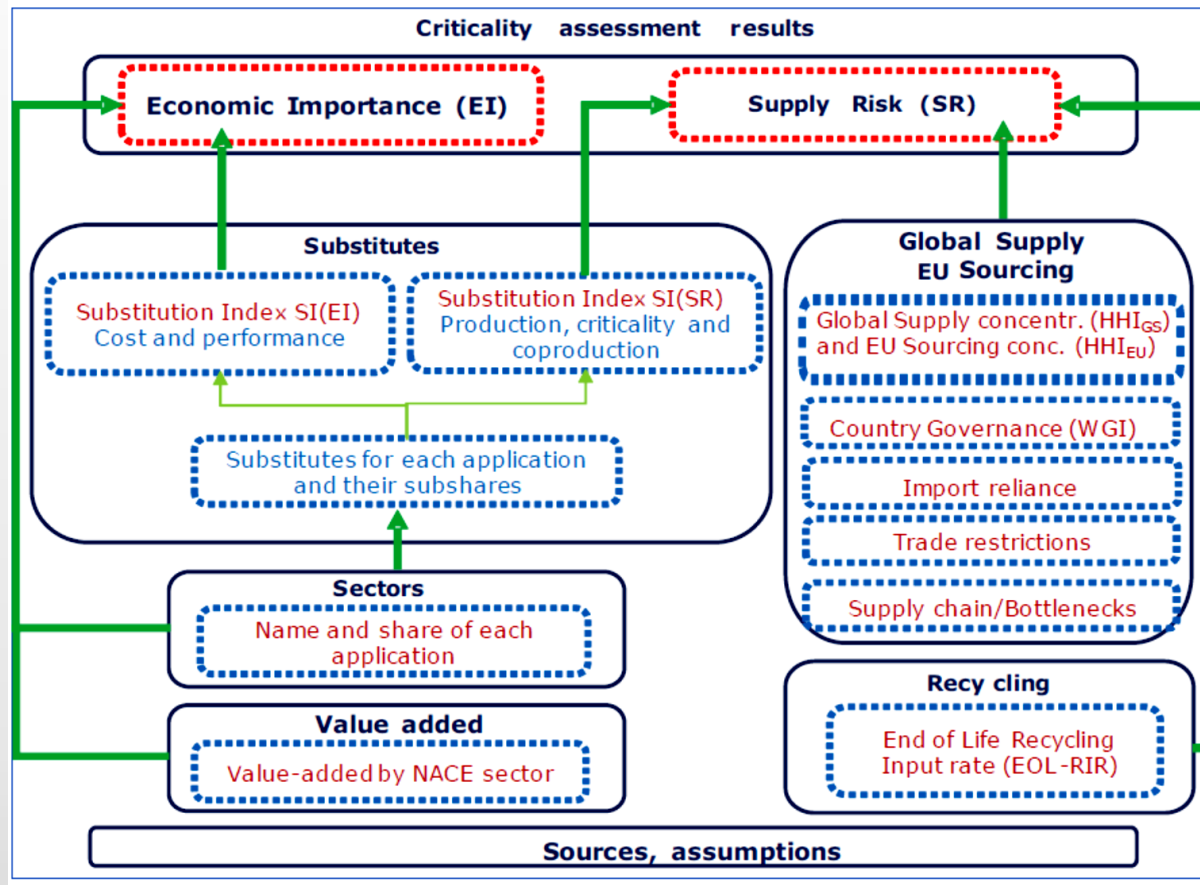 Criticality assessment results
Economic Importance (EI)
Supply Risk (SR)
Substitutes
Substitution Index SI(EI)
Cost and performance
Substitution Index SI(SR)
Production, criticality and
coproduction
Substitutes for each application
and their subshares
Sectors
Name and share of each
application
Value added
Value-added by NACE sector
Global Supply
EU Sourcing
Global Supply concentr. (HHIGS)
and EU Sourcing conc. (HHIEU)
Country Governance (WGI)
Import reliance
Trade restrictions
Supply chain/Bottlenecks
Recy cling
End of Life Recycling
Input rate (EOL-RIR)
Sources, assumptions